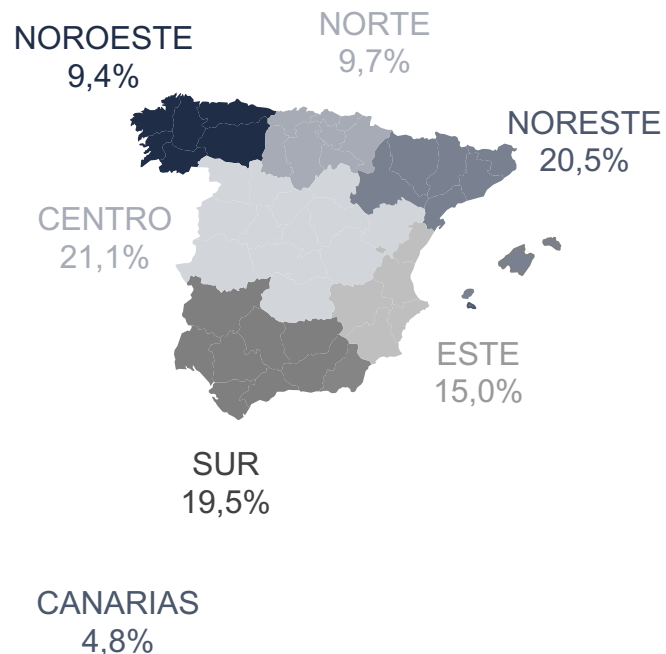 NOROESTE
9,4%
NORTE
9,7%
NORESTE
20,5%
CENTRO
21,1%
ESTE
15,0%
SUR
19,5%
CANARIAS
4,8%